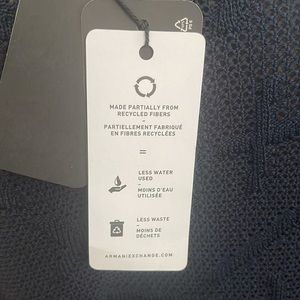 MADE PARTIALLY FROM
RECYCLED FIBERS
–
PARTIELLEMENT FABRIQUÉ
EN FIBRES RECYCLÉES
=
LESS WATER
USED
–
MOINS D'EAU
UTILISÉE
LESS WASTE
–
MOINS DE
DÉCHETS
ARMANIEXCHANGE.COM